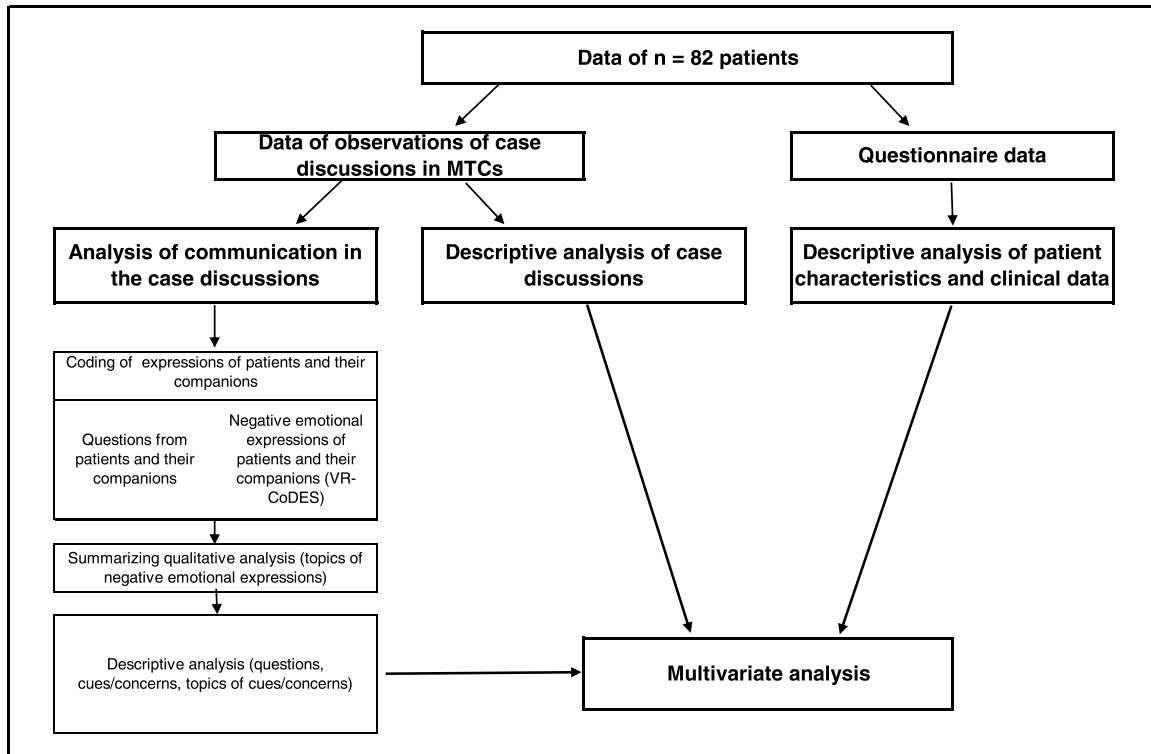 Data of n = 82 patients
Data of observations of case
discussions in MTCs
Questionnaire data
Analysis of communication in
the case discussions
Descriptive analysis of case
discussions
Descriptive analysis of patient
characteristics and clinical data
Coding of expressions of patients and their
companions
Questions from
patients and their
companions
Negative emotional
expressions of
patients and their
companions (VR-
CoDES)
Summarizing qualitative analysis (topics of
negative emotional expressions)
Descriptive analysis (questions,
cues/concerns, topics of cues/concerns)
Multivariate analysis